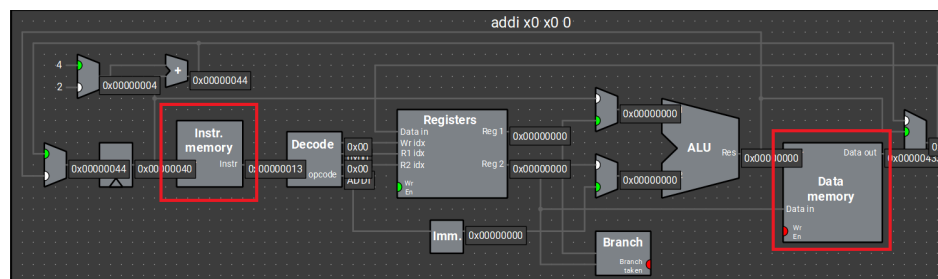 addi x0 x0 0
4
2
0x00000004
+
0x00000044
0x00000044
0x00000040
Instr.
memory
Instr
0x00000013
Decode
opcode
0x00
0x00
ADDI
Registers
Data in
Wr idx
R1 idx
R2 idx
Wr
En
Reg 1
Reg 2
0x00000000
0x00000000
Imm.
0x00000000
0x00000000
0x00000000
ALU
Res
0x00000000
Branch
Branch
taken
Data out
Data
memory
Data in
Wr
En